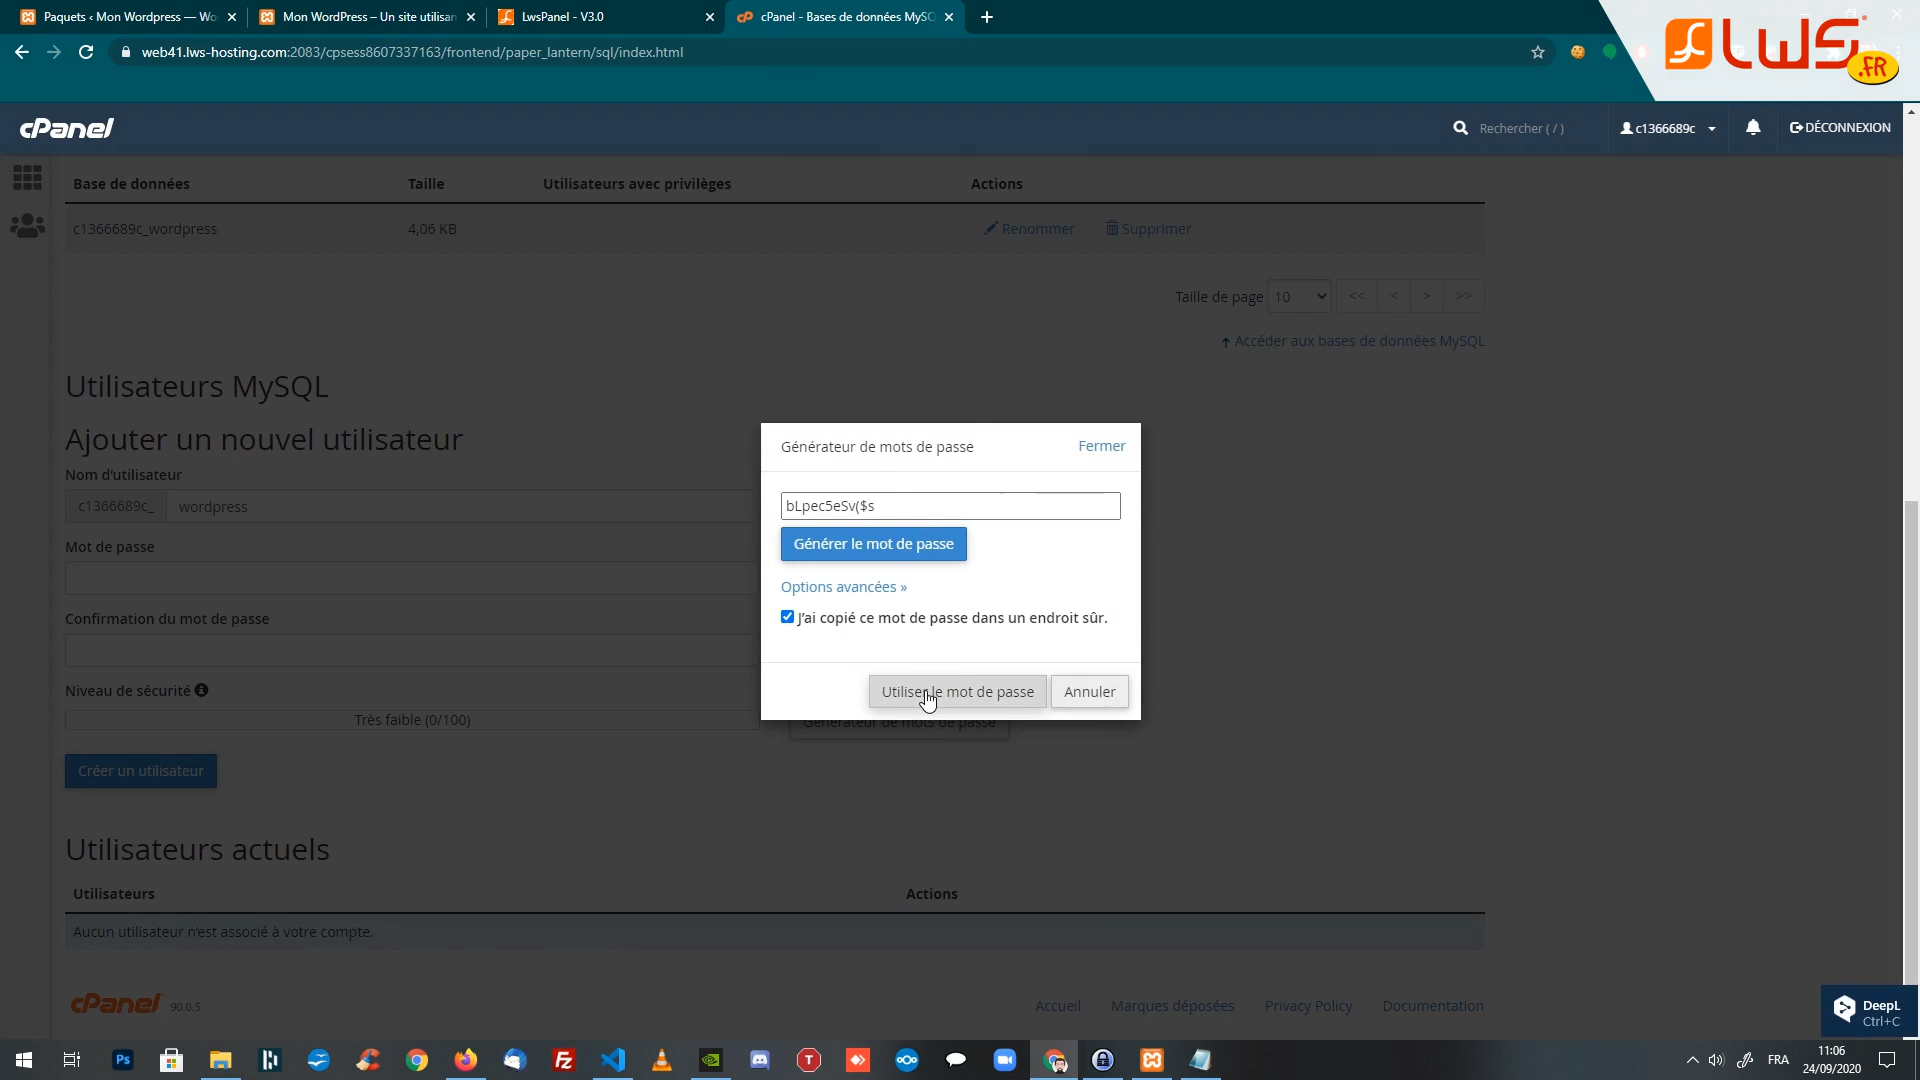 Paquets ‹ Mon Wordpress — Wo
Mon WordPress – Un site utilisan
LwsPanel - V3.0
cPanel - Bases de données MySQ
web41.lws-hosting.com:2083/cpsess8607337163/frontend/paper_lantern/sql/index.html
LWS
.FR
cPanel
Rechercher ( / )
c1366689c
DÉCONNEXION
Base de données
Taille
Utilisateurs avec privilèges
Actions
c1366689c_wordpress
4,06 KB
Renommer
Supprimer
Taille de page
10
<<
<
>
>>
Accéder aux bases de données MySQL
Utilisateurs MySQL
Ajouter un nouvel utilisateur
Nom d'utilisateur
c1366689c_
wordpress
Mot de passe
Confirmation du mot de passe
Niveau de sécurité
Très faible (0/100)
Générateur de mots de passe
Créer un utilisateur
Générateur de mots de passe
Fermer
bLpec5eSv($s
Générer le mot de passe
Options avancées »
J'ai copié ce mot de passe dans un endroit sûr.
Utiliser le mot de passe
Annuler
Utilisateurs actuels
Utilisateurs
Actions
Aucun utilisateur n'est associé à votre compte.
cPanel
90.0.5
Accueil
Marques déposées
Privacy Policy
Documentation
DeepL
Ctrl+C
Ps
Fz
T
FRA
11:06
24/09/2020